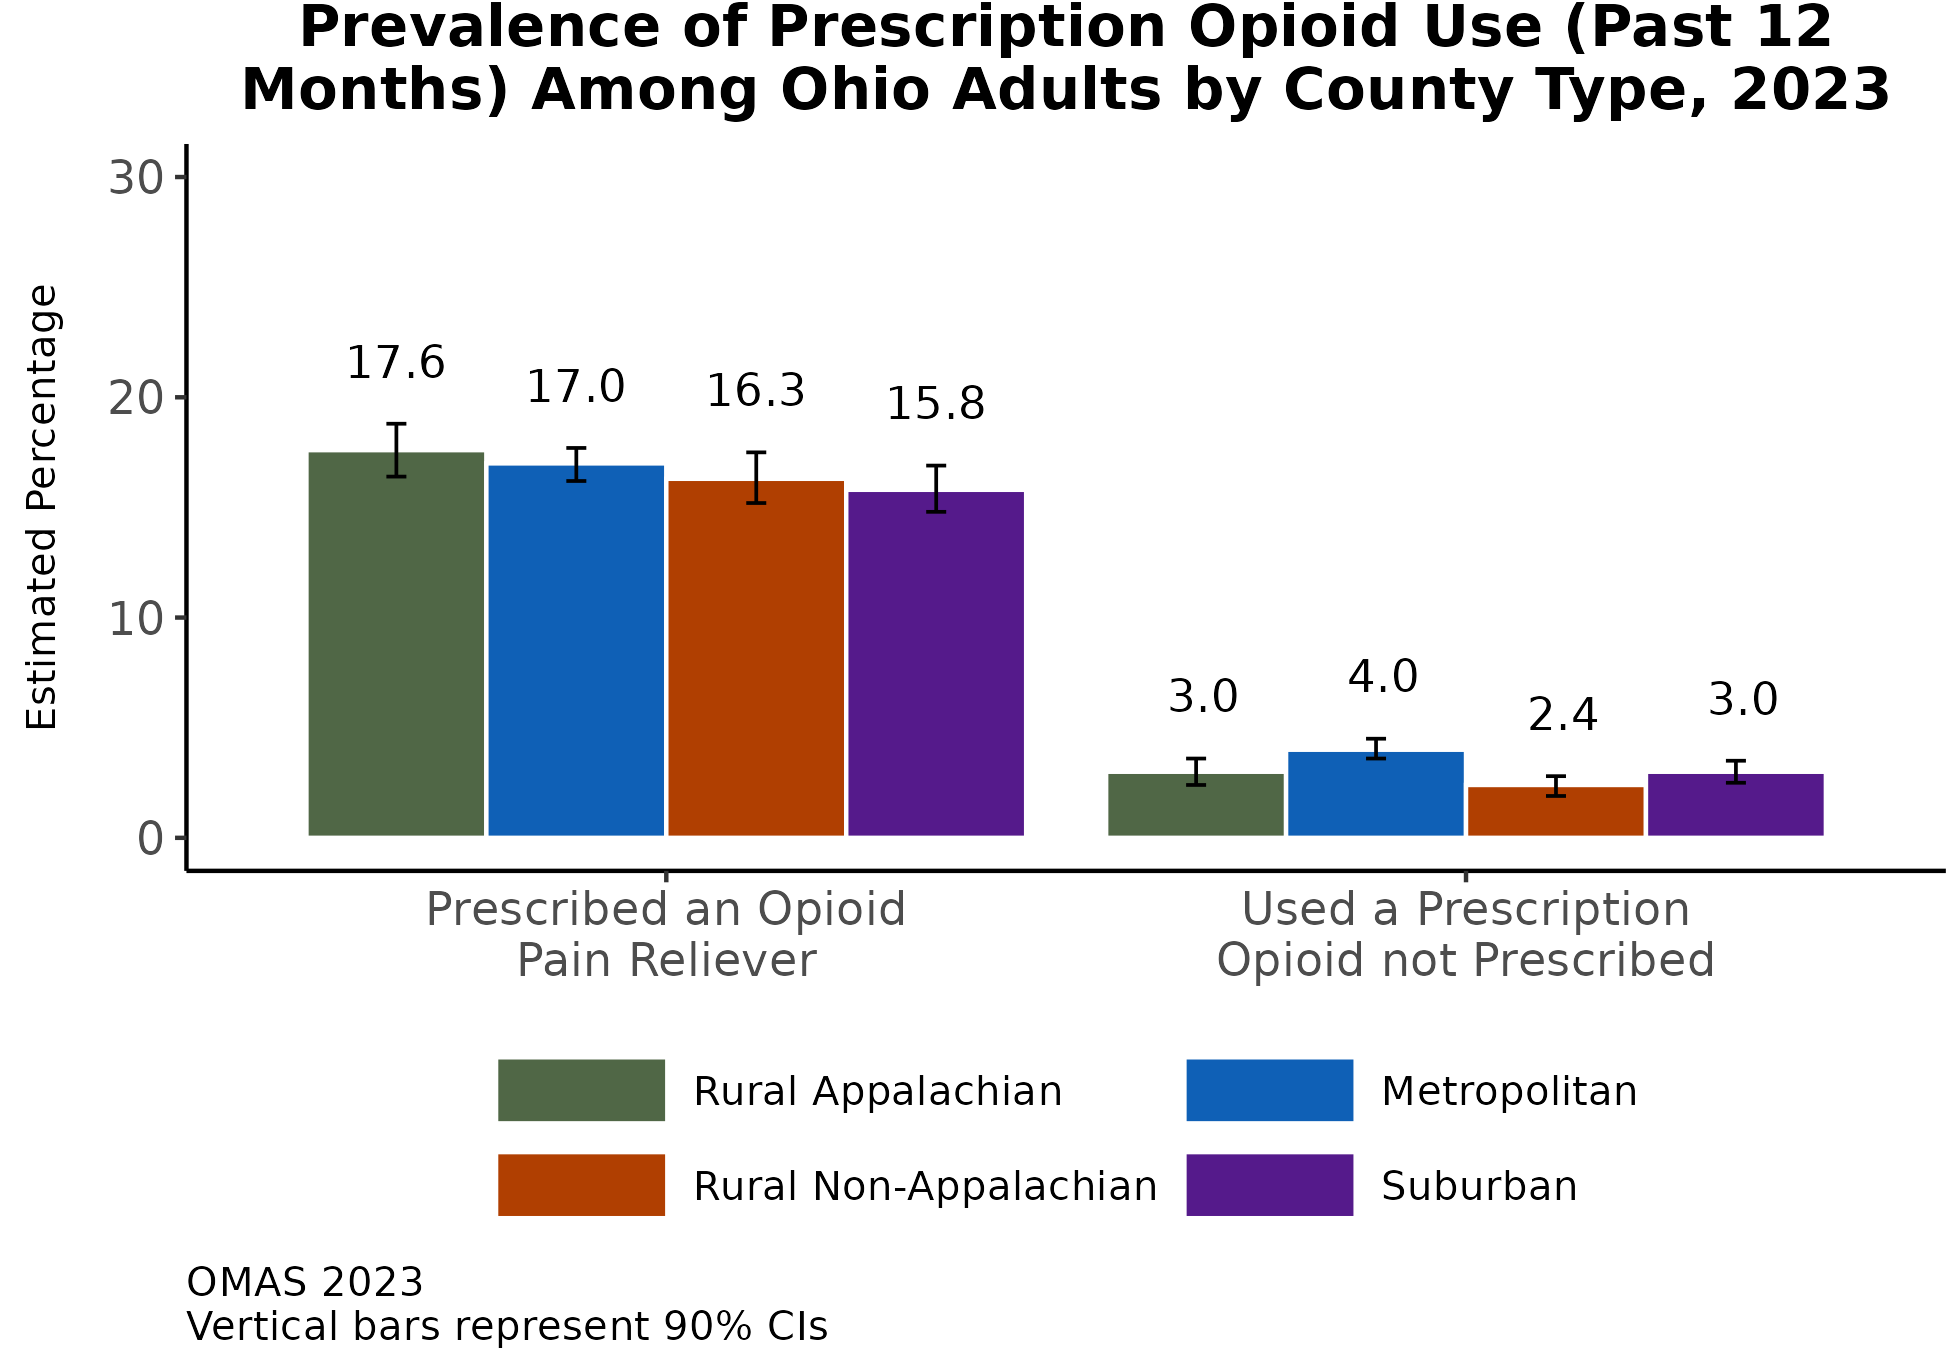 Prevalence of Prescription Opioid Use (Past 12
Months) Among Ohio Adults by County Type, 2023
Estimated Percentage
30
20
10
0
17.6
17.0
16.3
15.8
3.0
4.0
2.4
3.0
Prescribed an Opioid
Pain Reliever
Used a Prescription
Opioid not Prescribed
Rural Appalachian
Metropolitan
Rural Non-Appalachian
Suburban
OMAS 2023
Vertical bars represent 90% CIs